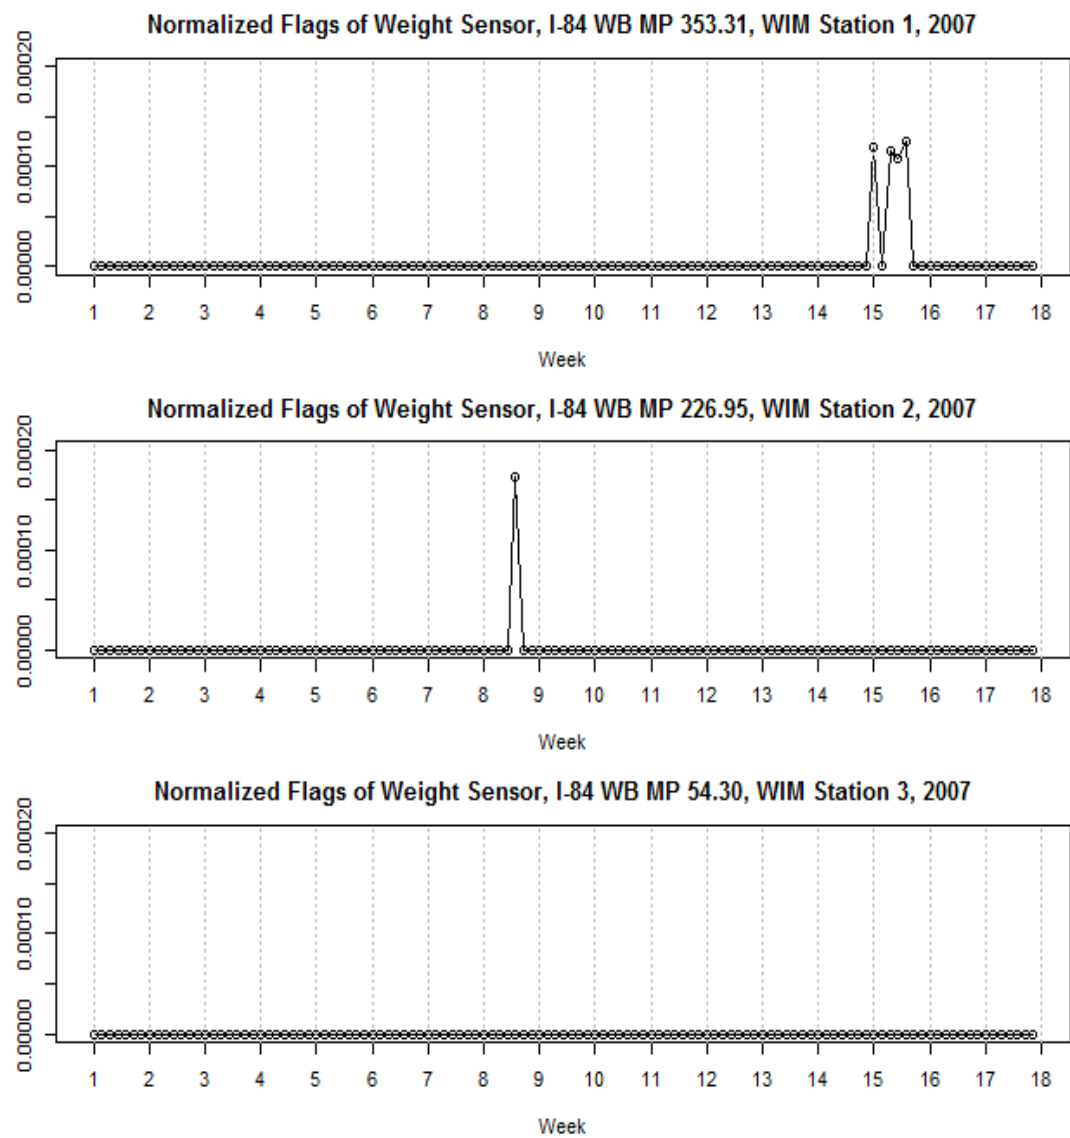 Normalized Flags of Weight Sensor, I-84 WB MP 353.31, WIM Station 1, 2007
0.00020
0.00010
0.00000
1 2 3 4 5 6 7 8 9 10 11 12 13 14 15 16 17 18
Week
Normalized Flags of Weight Sensor, I-84 WB MP 226.95, WIM Station 2, 2007
0.00020
0.00010
0.00000
1 2 3 4 5 6 7 8 9 10 11 12 13 14 15 16 17 18
Week
Normalized Flags of Weight Sensor, I-84 WB MP 54.30, WIM Station 3, 2007
0.00020
0.00010
0.00000
1 2 3 4 5 6 7 8 9 10 11 12 13 14 15 16 17 18
Week